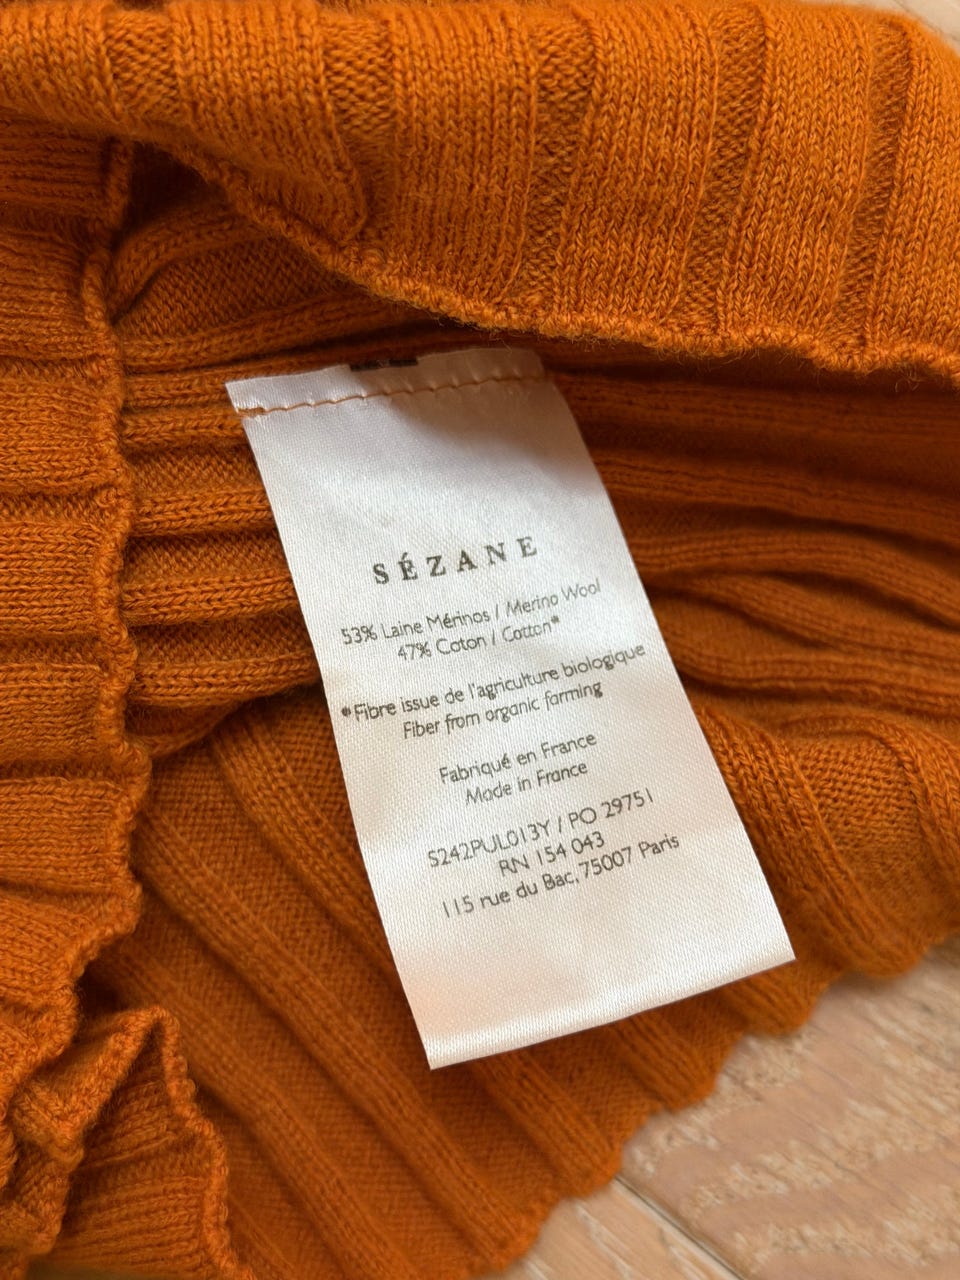 SÉZANE
53% Laine Mérinos / Merino Wool
47% Coton / Cotton*
*Fibre issue de l'agriculture biologique
Fiber from organic farming
Fabriqué en France
Made in France
S242PUL013Y / PO 29751
RN 154 043
115 rue du Bac, 75007 Paris